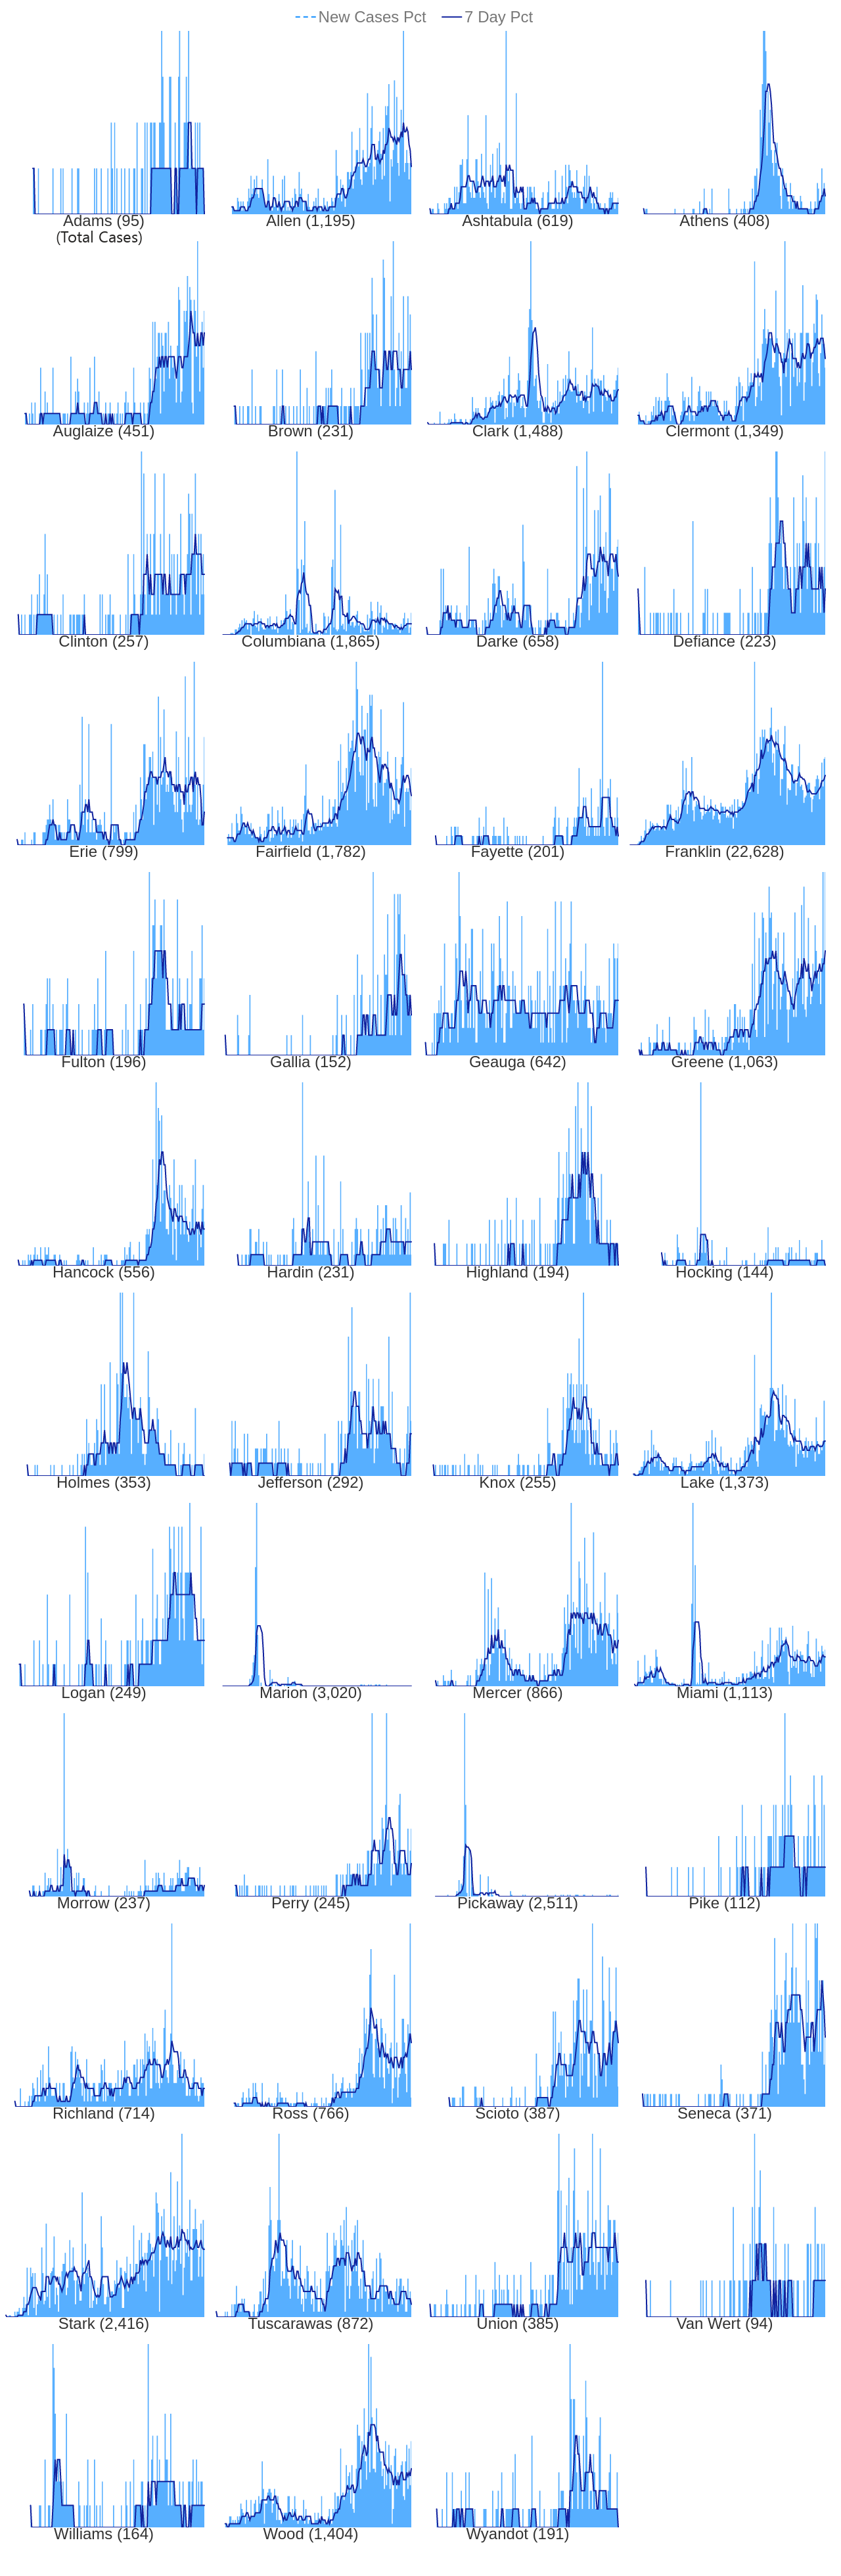 New Cases Pct 7 Day Pct
Adams (95) Allen (1,195) Ashtabula (619) Athens (408)
(Total Cases)
Auglaize (451) Brown (231) Clark (1,488) Clermont (1,349)
Clinton (257) Columbiana (1,865) Darke (658) Defiance (223)
Erie (799) Fairfield (1,782) Fayette (201) Franklin (22,628)
Fulton (196) Gallia (152) Geauga (642) Greene (1,063)
Hancock (556) Hardin (231) Highland (194) Hocking (144)
Holmes (353) Jefferson (292) Knox (255) Lake (1,373)
Logan (249) Marion (3,020) Mercer (866) Miami (1,113)
Morrow (237) Perry (245) Pickaway (2,511) Pike (112)
Richland (714) Ross (766) Scioto (387) Seneca (371)
Stark (2,416) Tuscarawas (872) Union (385) Van Wert (94)
Williams (164) Wood (1,404) Wyandot (191)